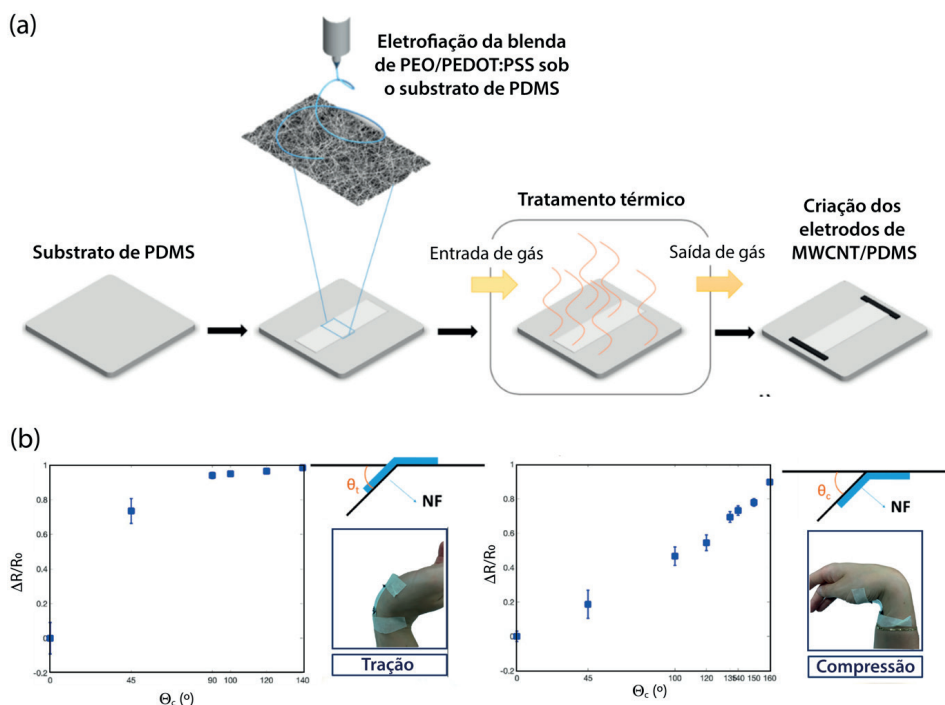 (a)
Eletrofiação da blenda
de PEO/PEDOT:PSS sob
o substrato de PDMS
Substrato de PDMS
Tratamento térmico
Entrada de gás
Saída de gás
Criação dos
eletrodos de
MWCNT/PDMS
(b)
ΔR/R₀
1
0.8
0.6
0.4
0.2
0
-0.2
0
45
90
100
120
140
Θc (º)
θt
NF
Tração
ΔR/R₀
1
0.8
0.6
0.4
0.2
0
-0.2
0
45
100
120
135
140
150
160
Θc (º)
θc
NF
Compressão